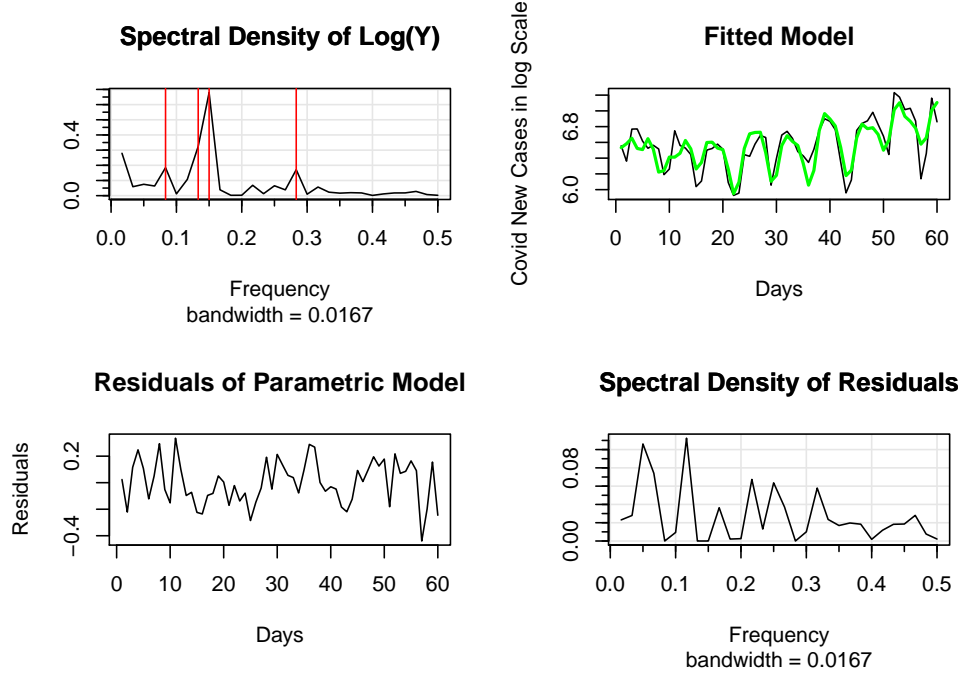 Spectral Density of Log(Y)
0.0 0.4
0.0 0.1 0.2 0.3 0.4 0.5
Frequency
bandwidth = 0.0167
Fitted Model
Covid New Cases in log Scale
6.0 6.8
0 10 20 30 40 50 60
Days
Residuals of Parametric Model
Residuals
−0.4 0.2
0 10 20 30 40 50 60
Days
Spectral Density of Residuals
0.00 0.08
0.0 0.1 0.2 0.3 0.4 0.5
Frequency
bandwidth = 0.0167